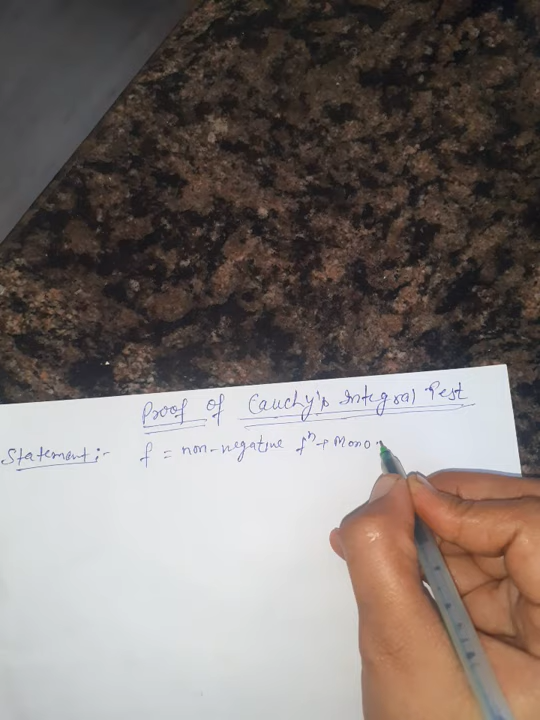 Proof of Cauchy's Integral Test
Statement :- f = non-negative fⁿ + Mono